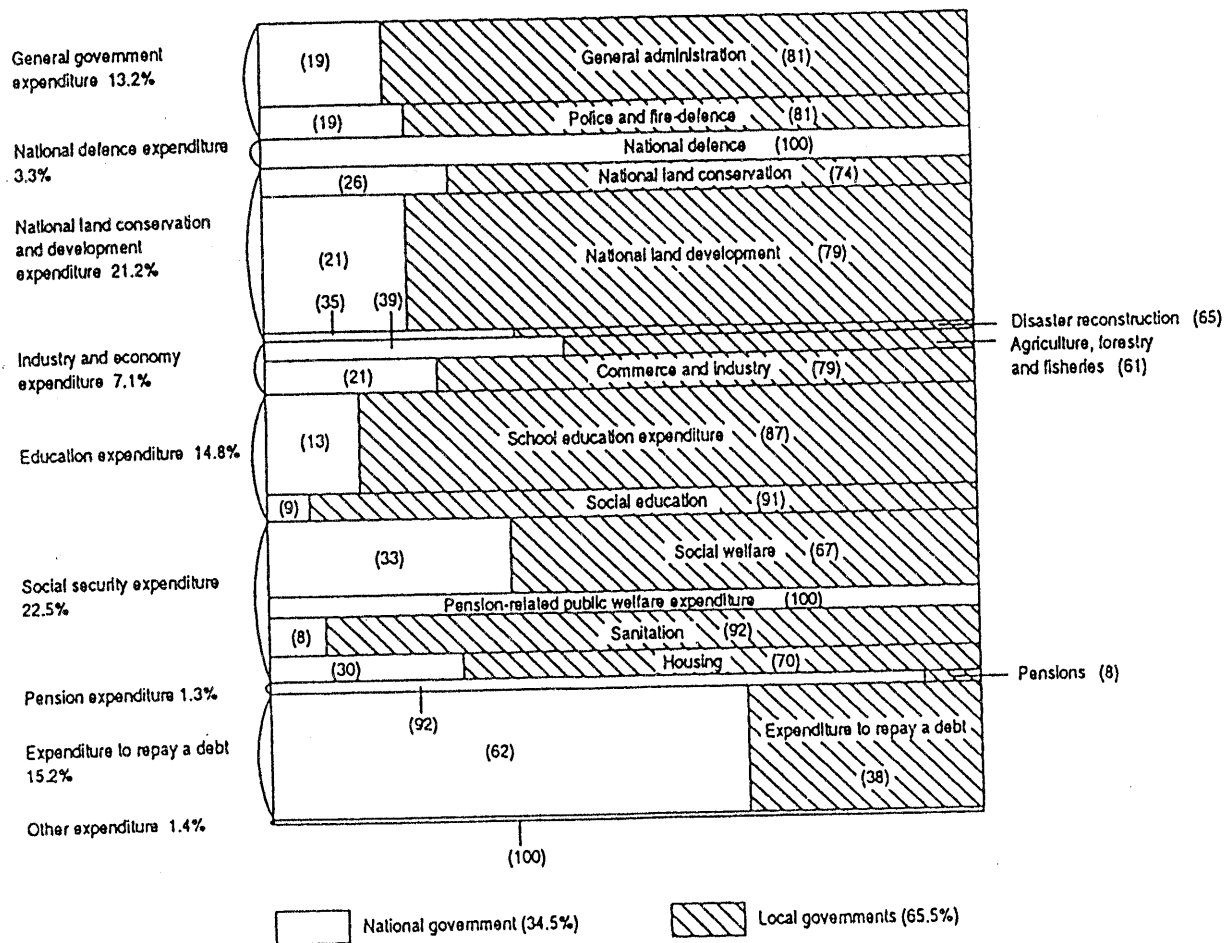 General government
expenditure 13.2%
(19)
General administration (81)
(19)
Police and fire-defence (81)
National defence expenditure
3.3%
National defence (100)
(26)
National land conservation (74)
National land conservation
and development
expenditure 21.2%
(21)
National land development (79)
(35)
(39)
Disaster reconstruction (65)
Agriculture, forestry
and fisheries (61)
Industry and economy
expenditure 7.1%
(21)
Commerce and industry (79)
Education expenditure 14.8%
(13)
School education expenditure (87)
(9)
Social education (91)
Social security expenditure
22.5%
(33)
Social welfare (67)
Pension-related public welfare expenditure (100)
(8)
Sanitation (92)
(30)
Housing (70)
Pensions (8)
Pension expenditure 1.3%
(92)
Expenditure to repay a debt
15.2%
(62)
Expenditure to repay a debt
(38)
Other expenditure 1.4%
(100)
National government (34.5%)
Local governments (65.5%)